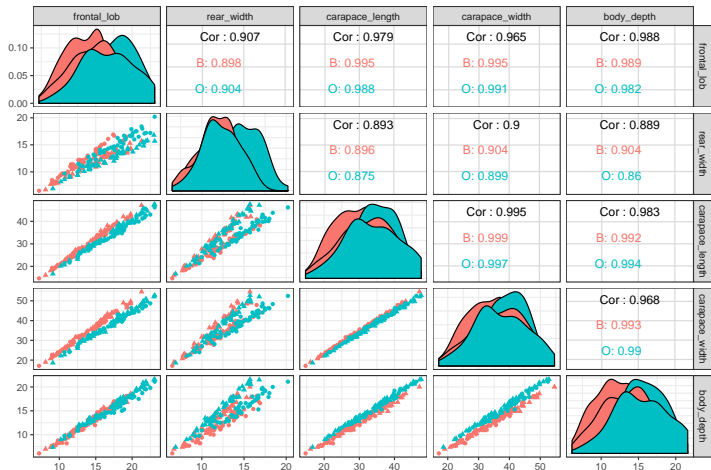 frontal_lob rear_width carapace_length carapace_width body_depth
0.10
0.05
0.00
Cor : 0.907
B: 0.898
O: 0.904
Cor : 0.979
B: 0.995
O: 0.988
Cor : 0.965
B: 0.995
O: 0.991
Cor : 0.988
B: 0.989
O: 0.982
frontal_lob
20
15
10
Cor : 0.893
B: 0.896
O: 0.875
Cor : 0.9
B: 0.904
O: 0.899
Cor : 0.889
B: 0.904
O: 0.86
rear_width
40
30
20
Cor : 0.995
B: 0.999
O: 0.997
Cor : 0.983
B: 0.992
O: 0.994
carapace_length
50
40
30
20
Cor : 0.968
B: 0.993
O: 0.99
carapace_width
20
15
10
body_depth
10 15 20 10 15 20 20 30 40 20 30 40 50 10 15 20